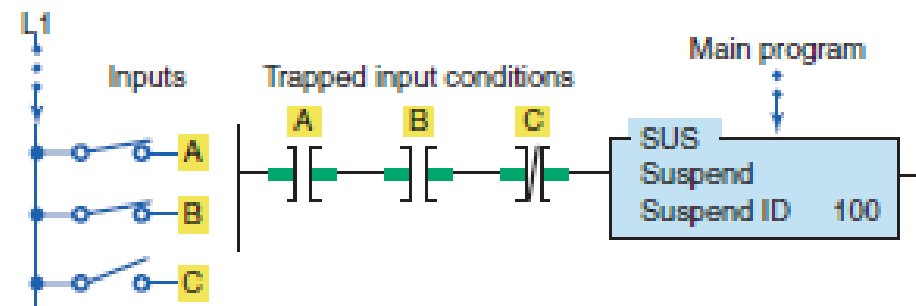 L1
Main program
Inputs Trapped input conditions
A B C
SUS
A
Suspend
B
Suspend ID 100
C